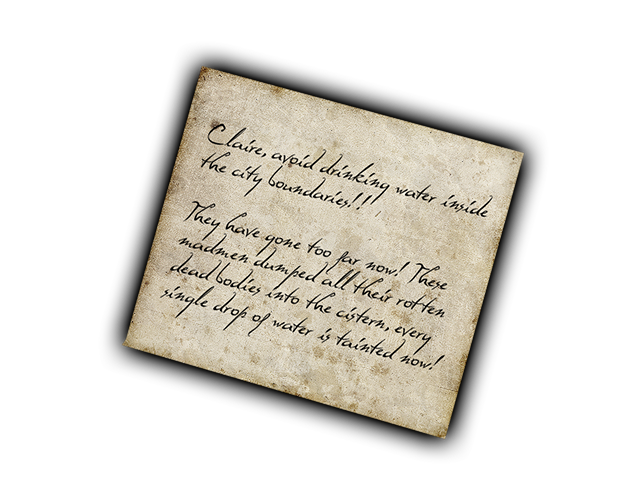 Claire, avoid drinking water inside
the city boundaries!!!
They have gone too far now! These
madmen dumped all their rotten
dead bodies into the cistern, every
single drop of water is tainted now!